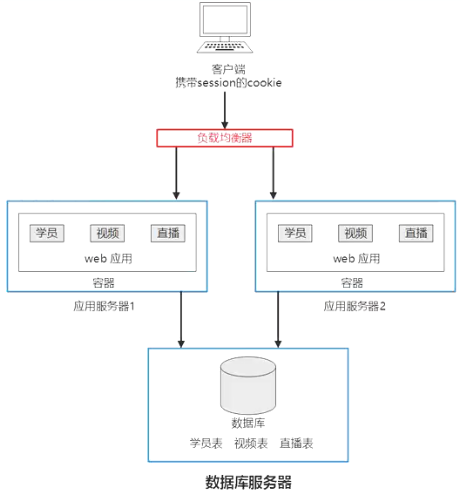 客户端
携带session的cookie
负载均衡器
学员 视频 直播
web 应用
容器
应用服务器1
学员 视频 直播
web 应用
容器
应用服务器2
数据库
学员表 视频表 直播表
数据库服务器